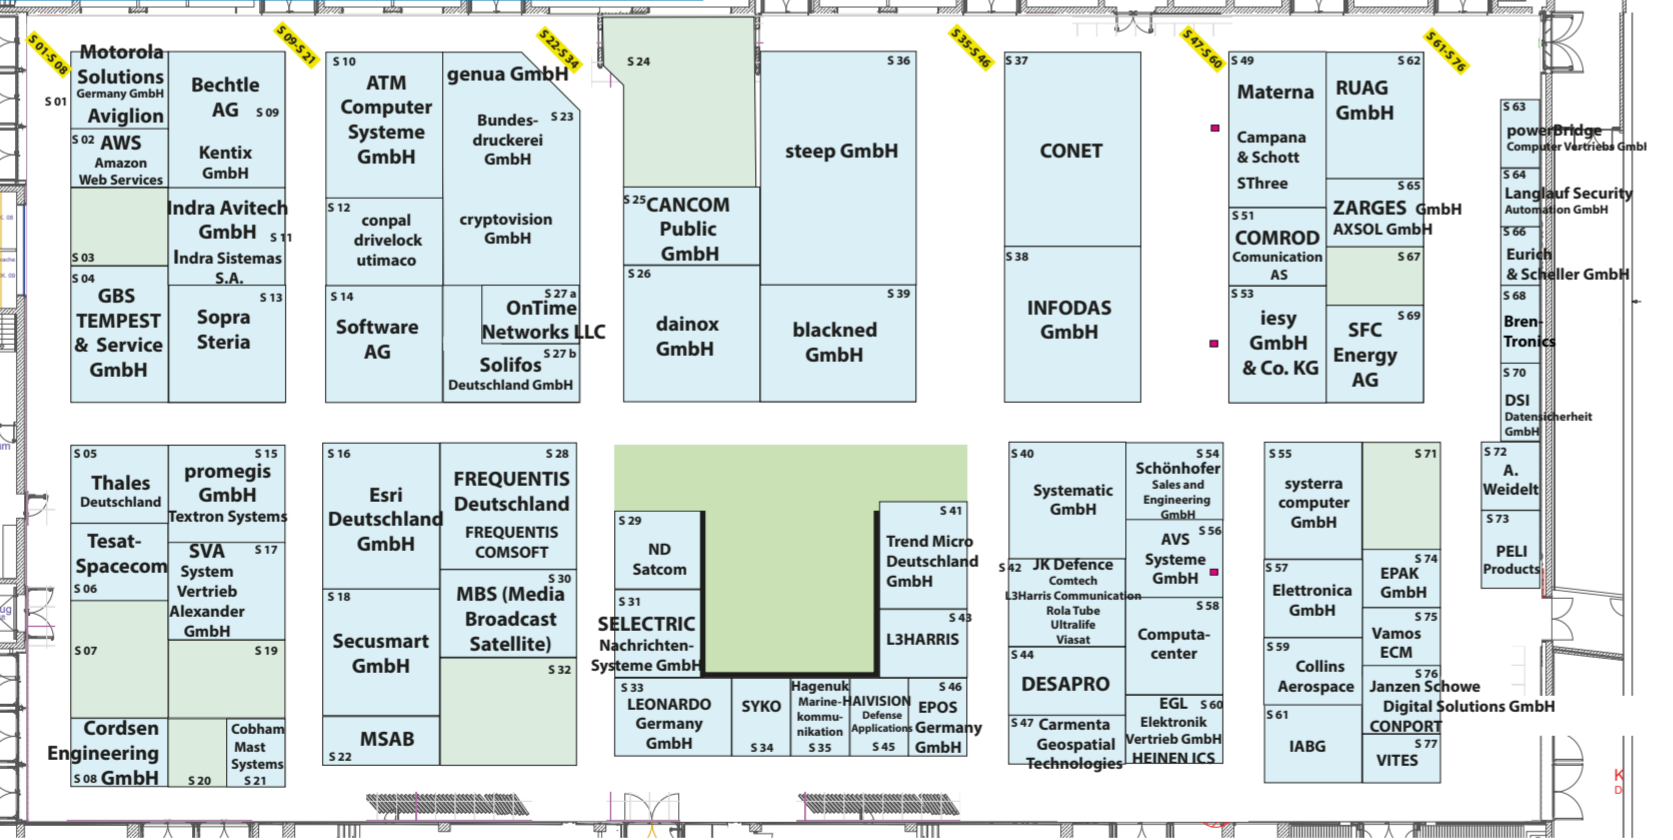 S 01-S 08
S 09-S 21
S 22-S 34
S 35-S 46
S 47-S 60
S 61-S 76
S 01
Motorola
Solutions
Germany GmbH
Aviglion
S 02 AWS
Amazon
Web Services
S 03
S 04
GBS
TEMPEST
& Service
GmbH
Bechtle
AG
S 09
Kentix
GmbH
Indra Avitech
GmbH
S 11
Indra Sistemas
S.A.
S 13
Sopra
Steria
S 10
ATM
Computer
Systeme
GmbH
S 12
conpal
drivelock
utimaco
S 14
Software
AG
genua GmbH
S 23
Bundes-
druckerei
GmbH
cryptovision
GmbH
S 27 a
OnTime
Networks LLC
S 27 b
Solifos
Deutschland GmbH
S 24
S 25
CANCOM
Public
GmbH
S 26
dainox
GmbH
S 36
steep GmbH
S 39
blackned
GmbH
S 37
CONET
S 38
INFODAS
GmbH
S 49
Materna
Campana
& Schott
SThree
S 51
COMROD
Comunication
AS
S 53
iesy
GmbH
& Co. KG
S 62
RUAG
GmbH
S 65
ZARGES GmbH
AXSOL GmbH
S 67
S 69
SFC
Energy
AG
S 63
powerBridge
Computer Vertriebs GmbH
S 64
Langlauf Security
Automation GmbH
S 66
Eurich
& Scheller GmbH
S 68
Bren-
Tronics
S 70
DSI
Datensicherheit
GmbH
S 72
A.
Weidelt
S 73
PELI
Products
S 05
Thales
Deutschland
Tesat-
Spacecom
S 06
S 07
Cordsen
Engineering
S 08 GmbH
S 15
promegis
GmbH
Textron Systems
SVA
S 17
System
Vertrieb
Alexander
GmbH
S 19
S 20
Cobham
Mast
Systems
S 21
S 16
Esri
Deutschland
GmbH
S 18
Secusmart
GmbH
MSAB
S 22
S 28
FREQUENTIS
Deutschland
FREQUENTIS
COMSOFT
S 30
MBS (Media
Broadcast
Satellite)
S 32
S 29
ND
Satcom
S 31
SELECTRIC
Nachrichten-
Systeme GmbH
S 33
LEONARDO
Germany
GmbH
SYKO
S 34
Hagenuk
Marine-
kommu-
nikation
S 35
HAIVISION
Defense
Applications
S 45
S 46
EPOS
Germany
GmbH
S 41
Trend Micro
Deutschland
GmbH
S 43
L3HARRIS
S 40
Systematic
GmbH
S 42
JK Defence
Comtech
L3Harris Communication
Rola Tube
Ultralife
Viasat
S 44
DESAPRO
S 47
Carmenta
Geospatial
Technologies
S 54
Schönhofer
Sales and
Engineering
GmbH
S 56
AVS
Systeme
GmbH
S 58
Computa-
center
EGL
S 60
Elektronik
Vertrieb GmbH
HEINEN ICS
S 55
systerra
computer
GmbH
S 57
Elettronica
GmbH
S 59
Collins
Aerospace
S 61
IABG
S 71
S 74
EPAK
GmbH
S 75
Vamos
ECM
S 76
Janzen Schowe
Digital Solutions GmbH
CONPORT
S 77
VITES